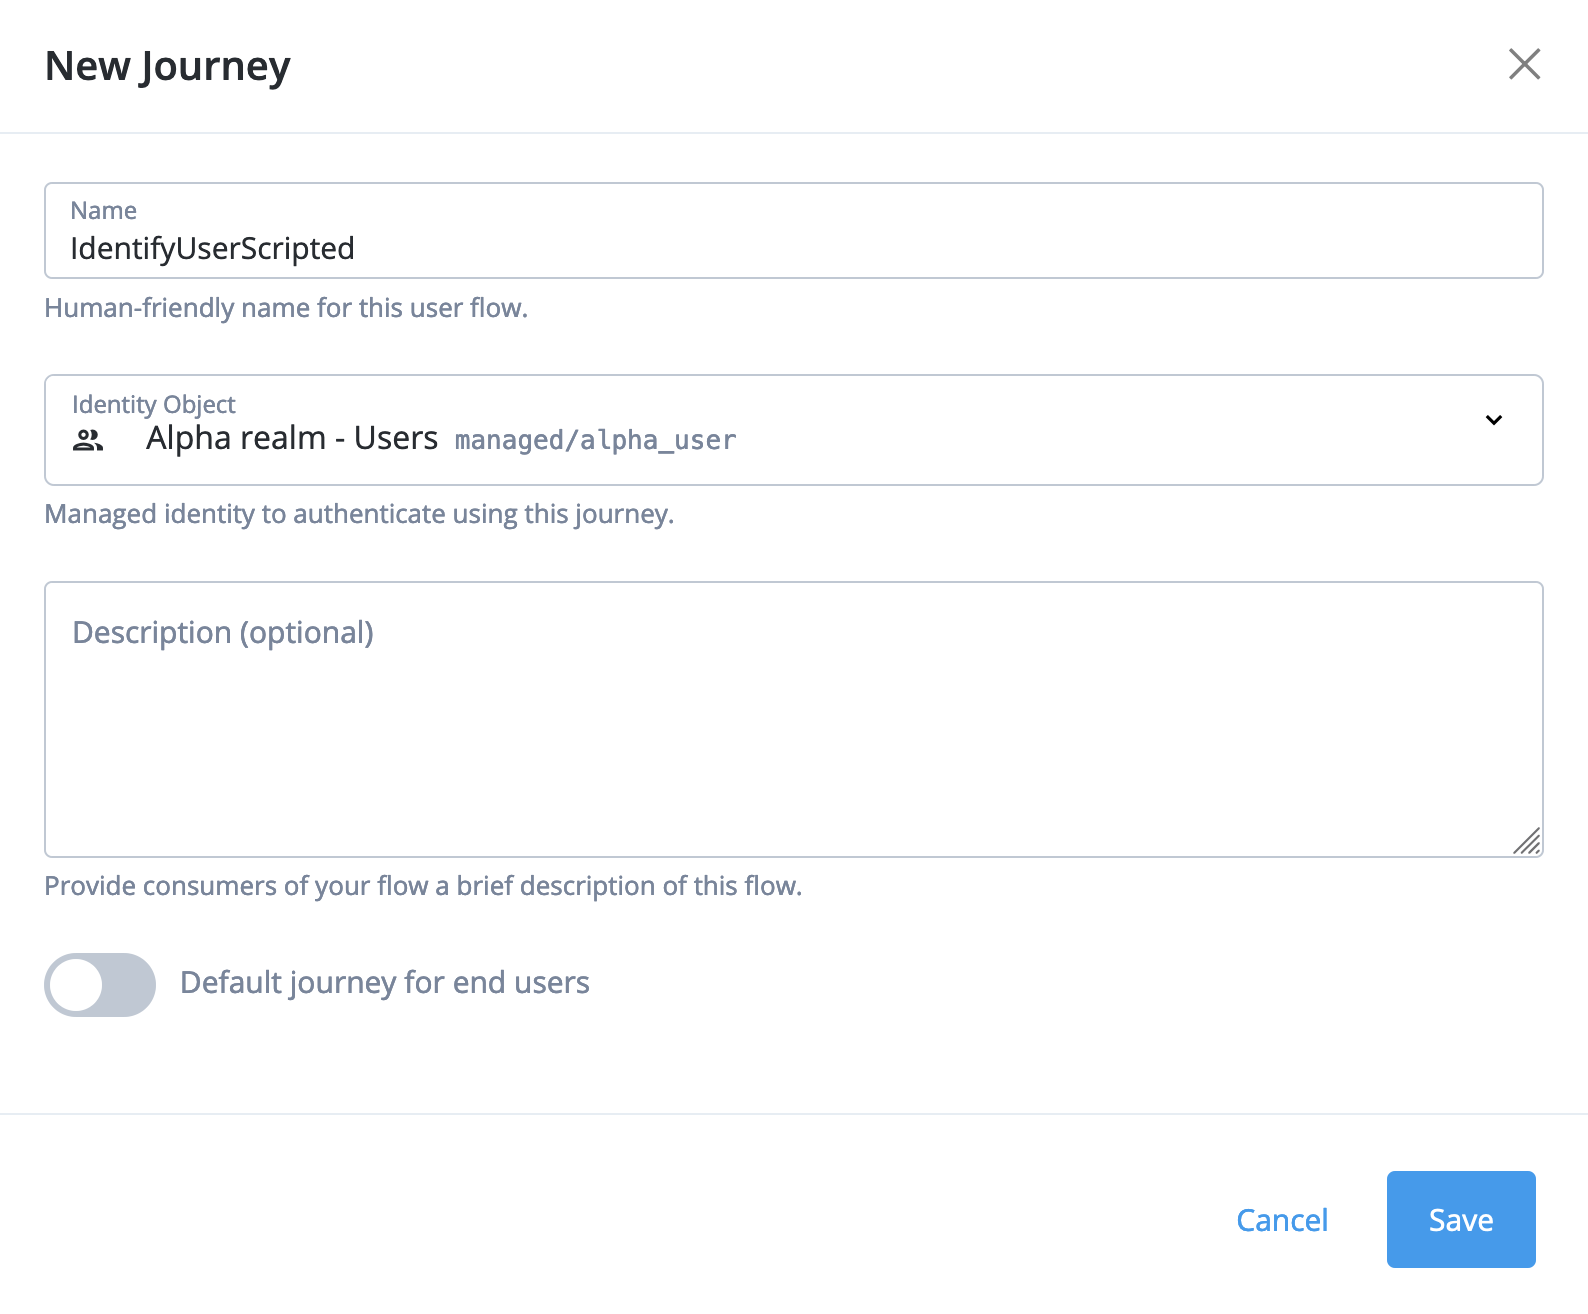 New Journey
Name
IdentifyUserScripted
Human-friendly name for this user flow.
Identity Object
Alpha realm - Users managed/alpha_user
Managed identity to authenticate using this journey.
Description (optional)
Provide consumers of your flow a brief description of this flow.
Default journey for end users
Cancel Save